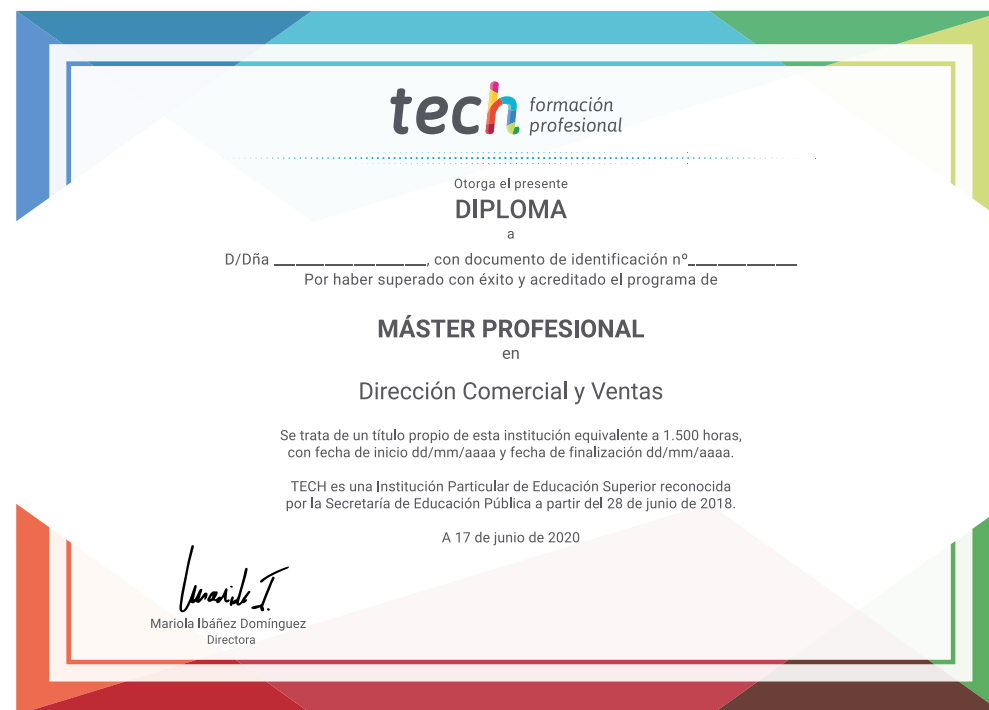 tech formación
profesional
Otorga el presente
DIPLOMA
a
D/Dña ________________, con documento de identificación nº___________
Por haber superado con éxito y acreditado el programa de
MÁSTER PROFESIONAL
en
Dirección Comercial y Ventas
Se trata de un título propio de esta institución equivalente a 1.500 horas,
con fecha de inicio dd/mm/aaaa y fecha de finalización dd/mm/aaaa.
TECH es una Institución Particular de Educación Superior reconocida
por la Secretaría de Educación Pública a partir del 28 de junio de 2018.
A 17 de junio de 2020
Mariola Ibáñez Domínguez
Directora